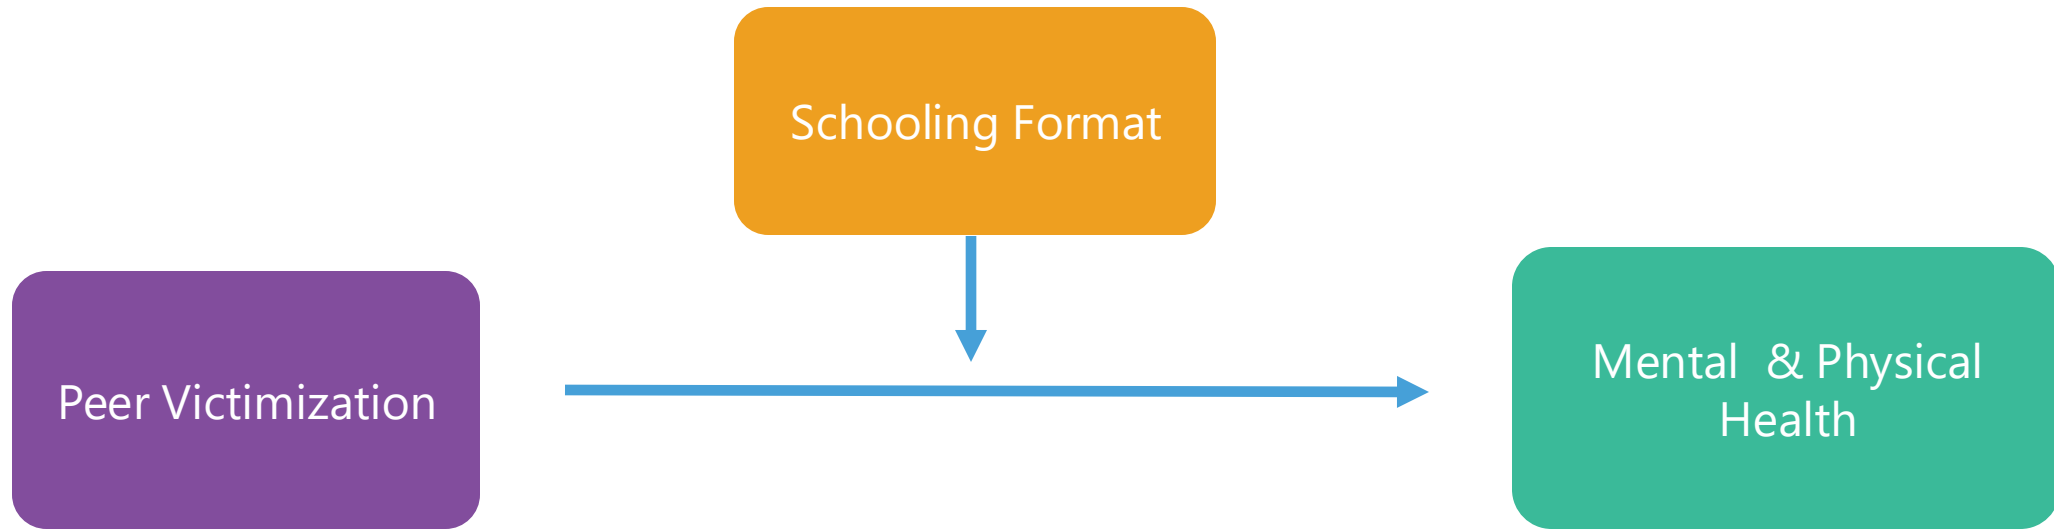 Schooling Format
Peer Victimization
Mental  & Physical
Health